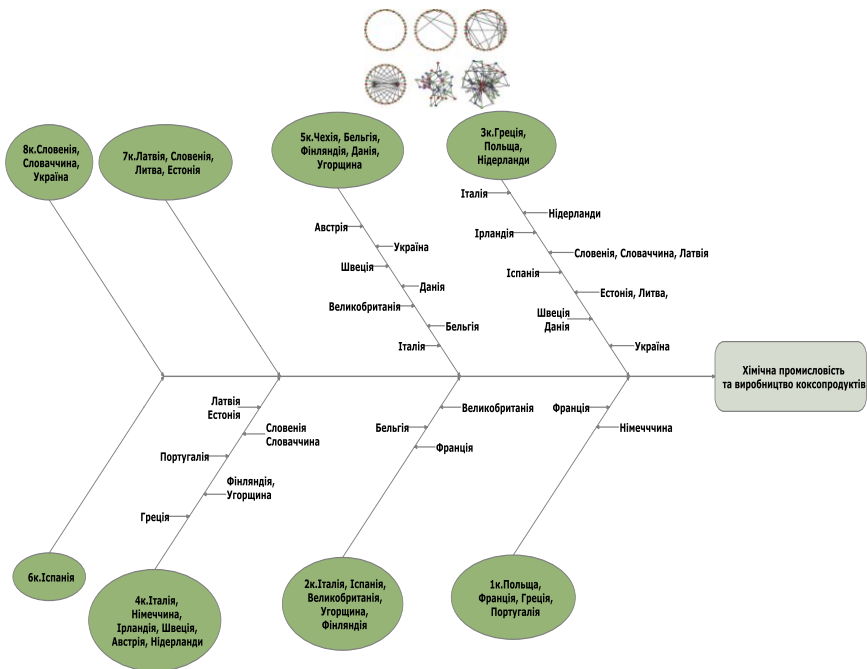 8к.Словенія,
Словаччина,
Україна
7к.Латвія, Словенія,
Литва, Естонія
5к.Чехія, Бельгія,
Фінляндія, Данія,
Угорщина
3к.Греція,
Польща,
Нідерланди
Австрія
Україна
Швеція
Данія
Великобританія
Бельгія
Італія
Італія
Нідерланди
Ірландія
Словенія, Словаччина, Латвія
Іспанія
Естонія, Литва,
Швеція
Данія
Україна
Хімічна промисловість
та виробництво коксопродуктів
Латвія
Естонія
Словенія
Словаччина
Португалія
Фінляндія,
Угорщина
Греція
Великобританія
Бельгія
Франція
Франція
Німечччина
6к.Іспанія
4к.Італія,
Німеччина,
Ірландія, Швеція,
Австрія, Нідерланди
2к.Італія, Іспанія,
Великобританія,
Угорщина,
Фінляндія
1к.Польща,
Франція, Греція,
Португалія